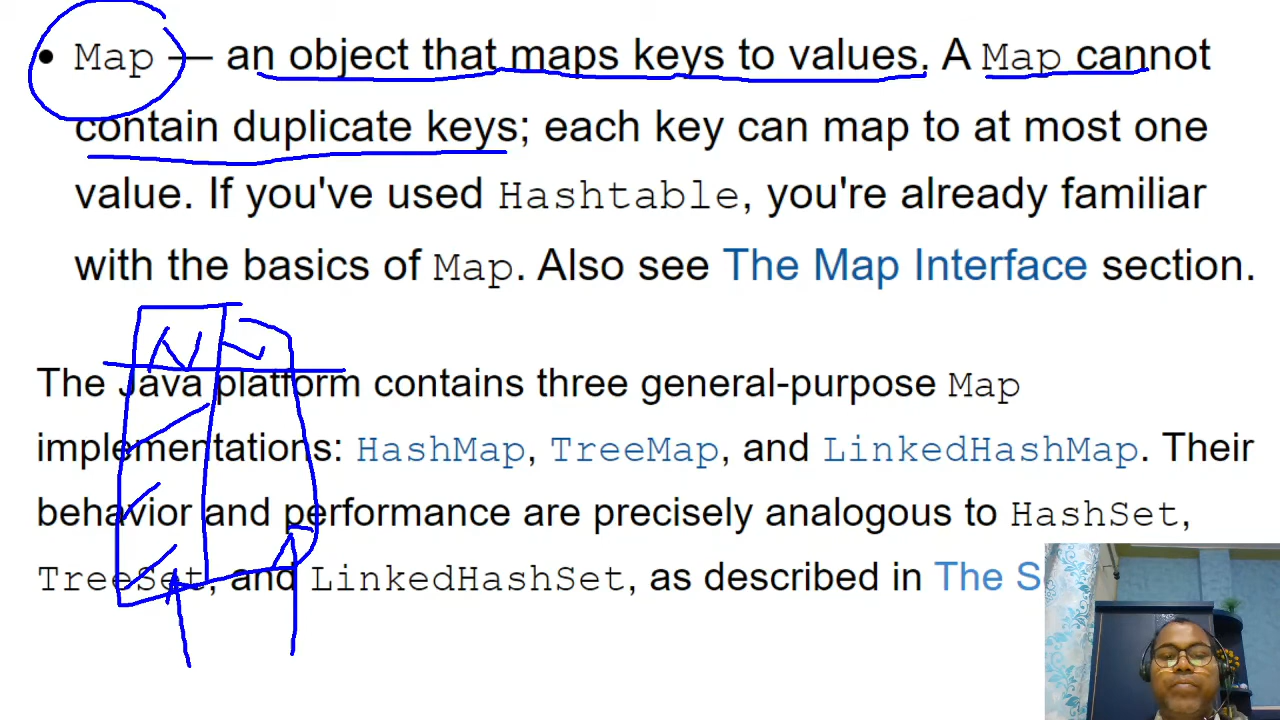 • Map — an object that maps keys to values. A Map cannot
contain duplicate keys; each key can map to at most one
value. If you've used Hashtable, you're already familiar
with the basics of Map. Also see The Map Interface section.
The Java platform contains three general-purpose Map
implementations: HashMap, TreeMap, and LinkedHashMap. Their
behavior and performance are precisely analogous to HashSet,
TreeSet, and LinkedHashSet, as described in The S